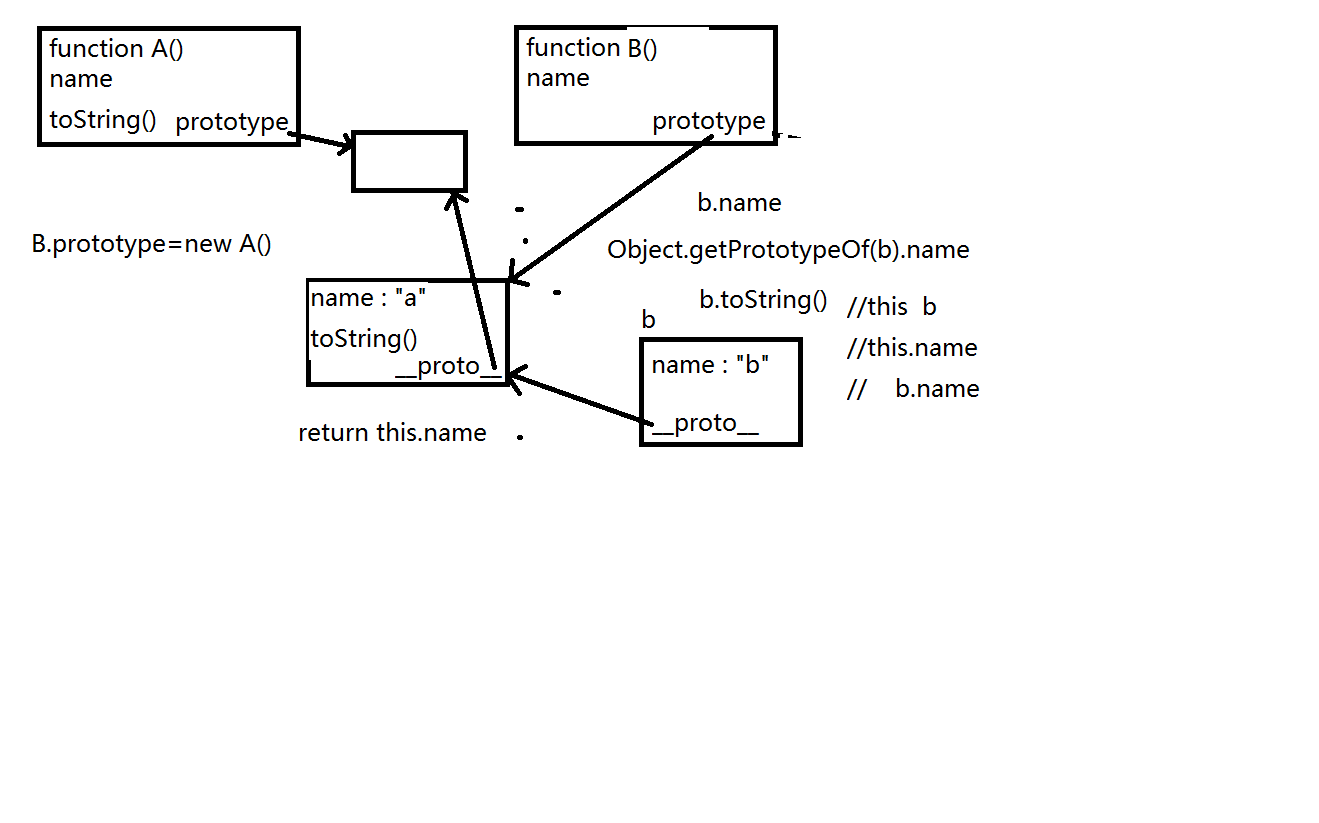 function A()
name
toString() prototype
function B()
name
prototype
b.name
B.prototype=new A()
Object.getPrototypeOf(b).name
name : "a"
toString()
__proto__
b.toString() //this b
b
//this.name
name : "b"
// b.name
__proto__
return this.name